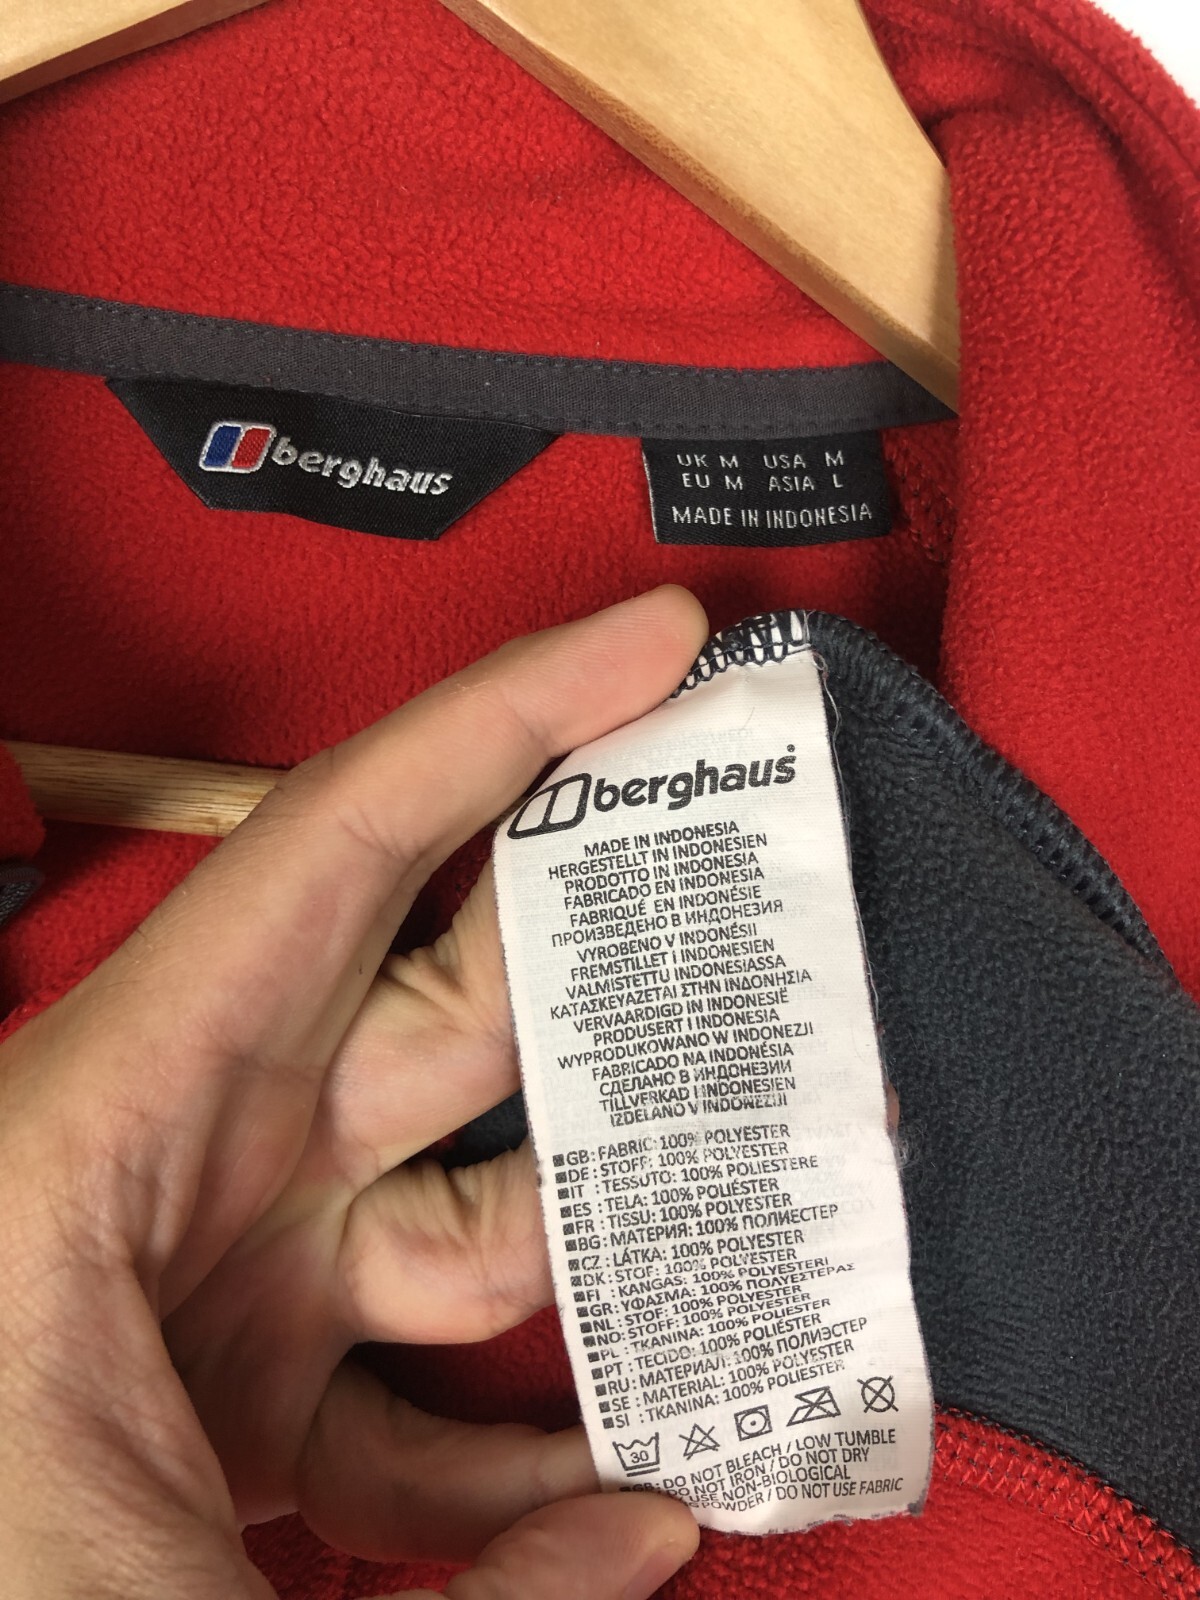 berghaus
UK M USA M
EU M ASIA L
MADE IN INDONESIA
berghaus
MADE IN INDONESIA
HERGESTELLT IN INDONESIEN
PRODOTTO IN INDONESIA
FABRICADO EN INDONESIA
FABRIQUÉ EN INDONÉSIE
ПРОИЗВЕДЕНО В ИНДОНЕЗИЯ
VYROBENO V INDONÉSII
FREMSTILLET I INDONESIEN
VALMISTETTU INDONESIASSA
ΚΑΤΑΣΚΕΥΑΖΕΤΑΙ ΣΤΗΝ ΙΝΔΟΝΗΣΙΑ
VERVAARDIGD IN INDONESIË
PRODUSERT I INDONESIA
WYPRODUKOWANO W INDONEZJI
FABRICADO NA INDONÉSIA
СДЕЛАНО В ИНДОНЕЗИИ
TILLVERKAD I INDONESIEN
IZDELANO V INDONEZIJI
GB: FABRIC: 100% POLYESTER
DE: STOFF: 100% POLYESTER
IT : TESSUTO: 100% POLIESTERE
ES : TELA: 100% POLIÉSTER
FR : TISSU: 100% POLYESTER
BG: МАТЕРИЯ: 100% ПОЛИЕСТЕР
CZ : LÁTKA: 100% POLYESTER
DK: STOF: 100% POLYESTER
FI : KANGAS: 100% POLYESTERI
GR: ΥΦΑΣΜΑ: 100% ΠΟΛΥΕΣΤΕΡΑΣ
NL : STOF: 100% POLYESTER
NO: STOFF: 100% POLYESTER
PL : TKANINA: 100% POLIESTER
PT : TECIDO: 100% POLIÉSTER
RU: МАТЕРИАЛ: 100% ПОЛИЭСТЕР
SE : MATERIAL: 100% POLYESTER
SI : TKANINA: 100% POLIESTER
30
GB: DO NOT BLEACH / LOW TUMBLE
DO NOT IRON / DO NOT DRY
USE NON-BIOLOGICAL
POWDER / DO NOT USE FABRIC